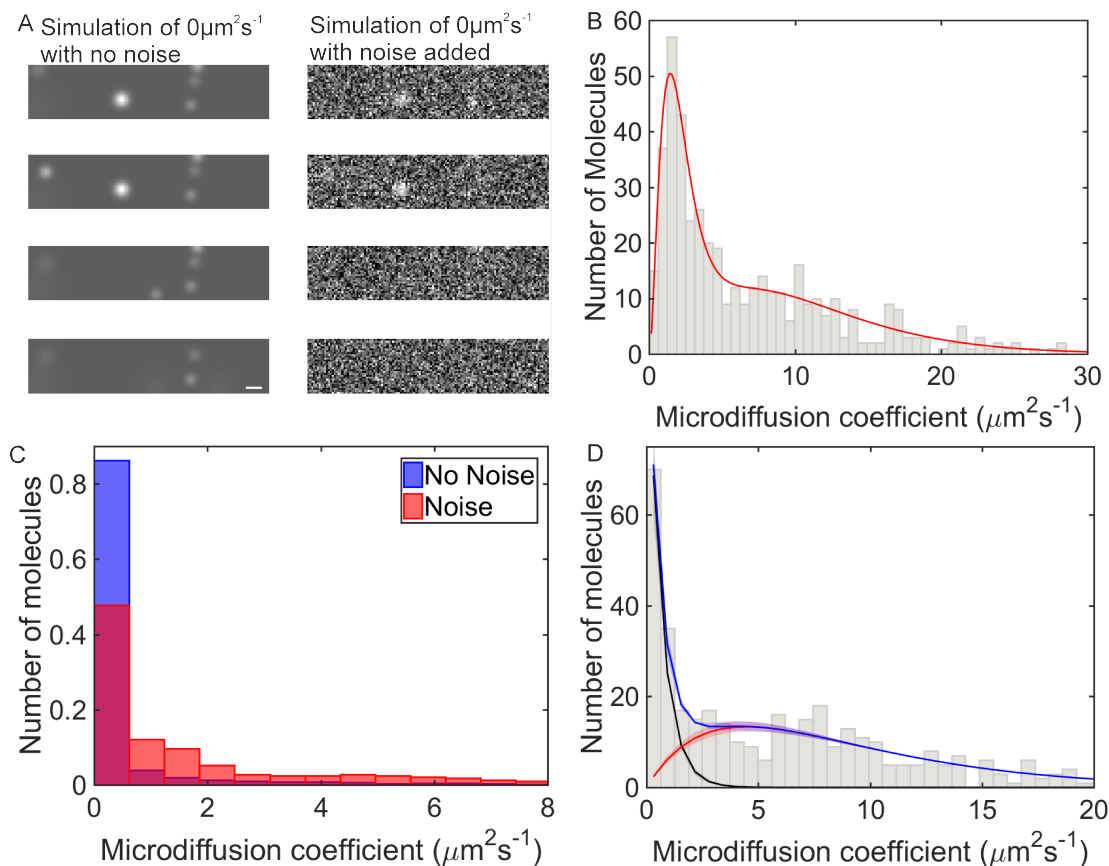 A Simulation of 0μm²s⁻¹
with no noise
Simulation of 0μm²s⁻¹
with noise added
B
60
50
40
30
20
10
0
Number of Molecules
0 10 20 30
Microdiffusion coefficient (μm²s⁻¹)
C
0.8
0.6
0.4
0.2
0
Number of molecules
No Noise
Noise
0 2 4 6 8
Microdiffusion coefficient (μm²s⁻¹)
D
60
40
20
0
Number of molecules
0 5 10 15 20
Microdiffusion coefficient (μm²s⁻¹)